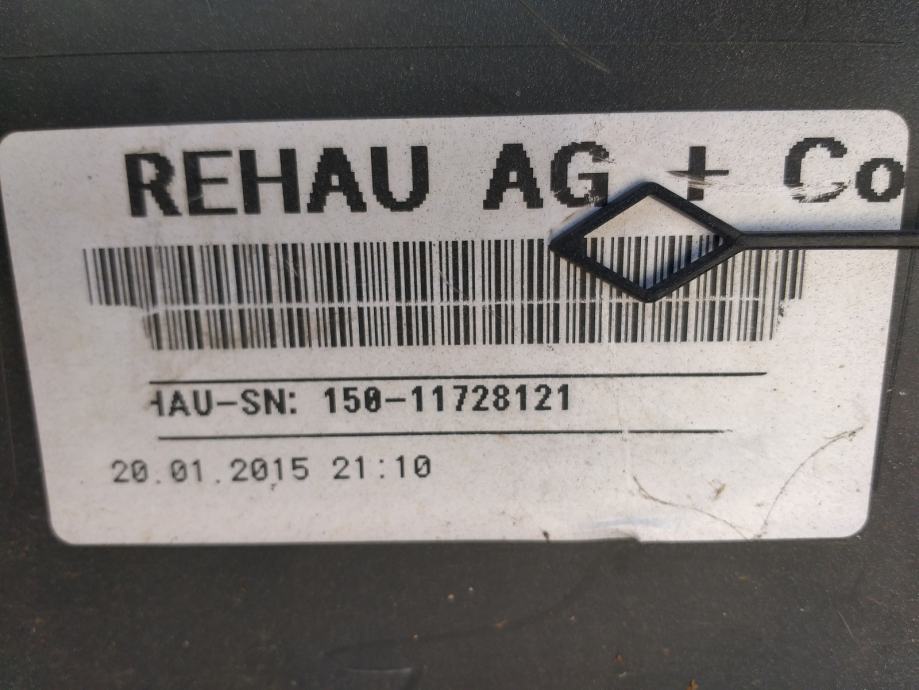 REHAU AG + Co
HAU-SN: 150-11728121
20.01.2015 21:10